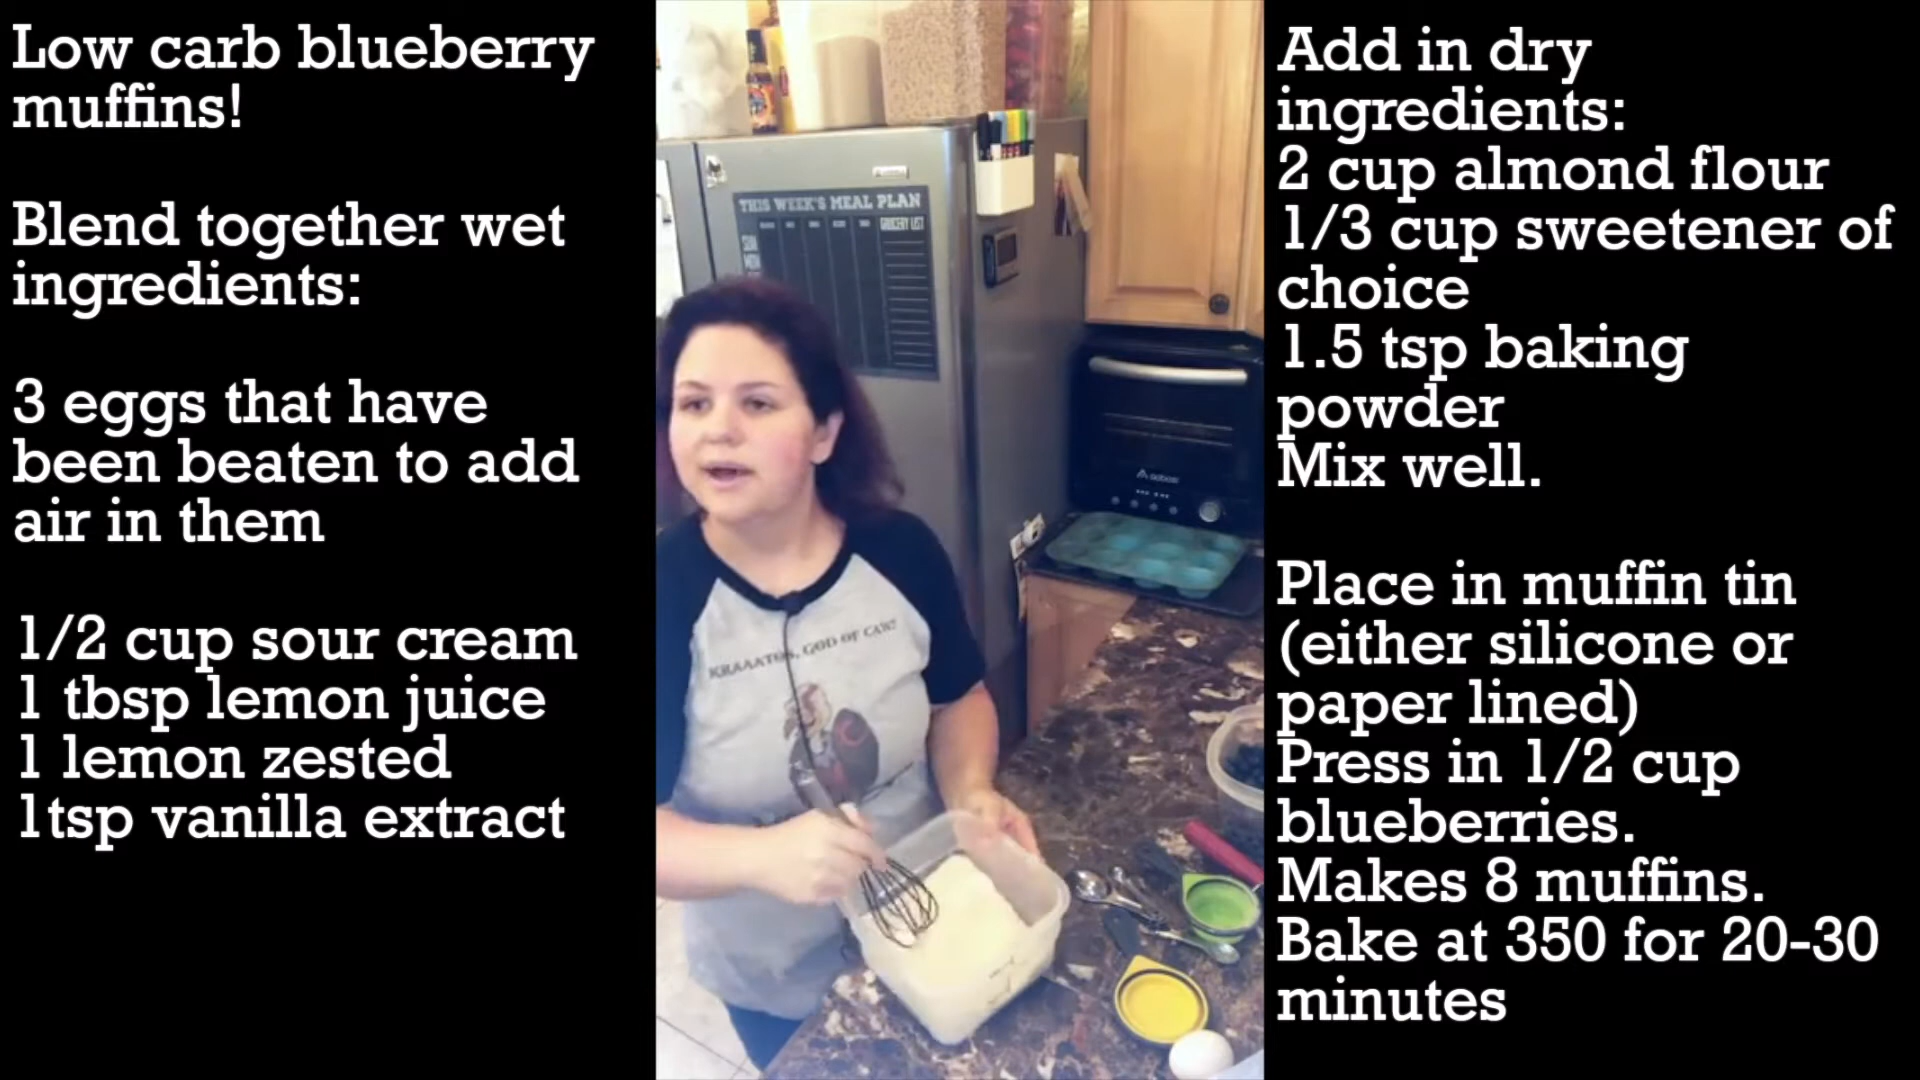 Low carb blueberry
muffins!
Blend together wet
ingredients:
3 eggs that have
been beaten to add
air in them
1/2 cup sour cream
1 tbsp lemon juice
1 lemon zested
1tsp vanilla extract
THIS WEEK'S MEAL PLAN
GROCERY LIST
SUN
MON
GOD OF
Add in dry
ingredients:
2 cup almond flour
1/3 cup sweetener of
choice
1.5 tsp baking
powder
Mix well.
Place in muffin tin
(either silicone or
paper lined)
Press in 1/2 cup
blueberries.
Makes 8 muffins.
Bake at 350 for 20-30
minutes